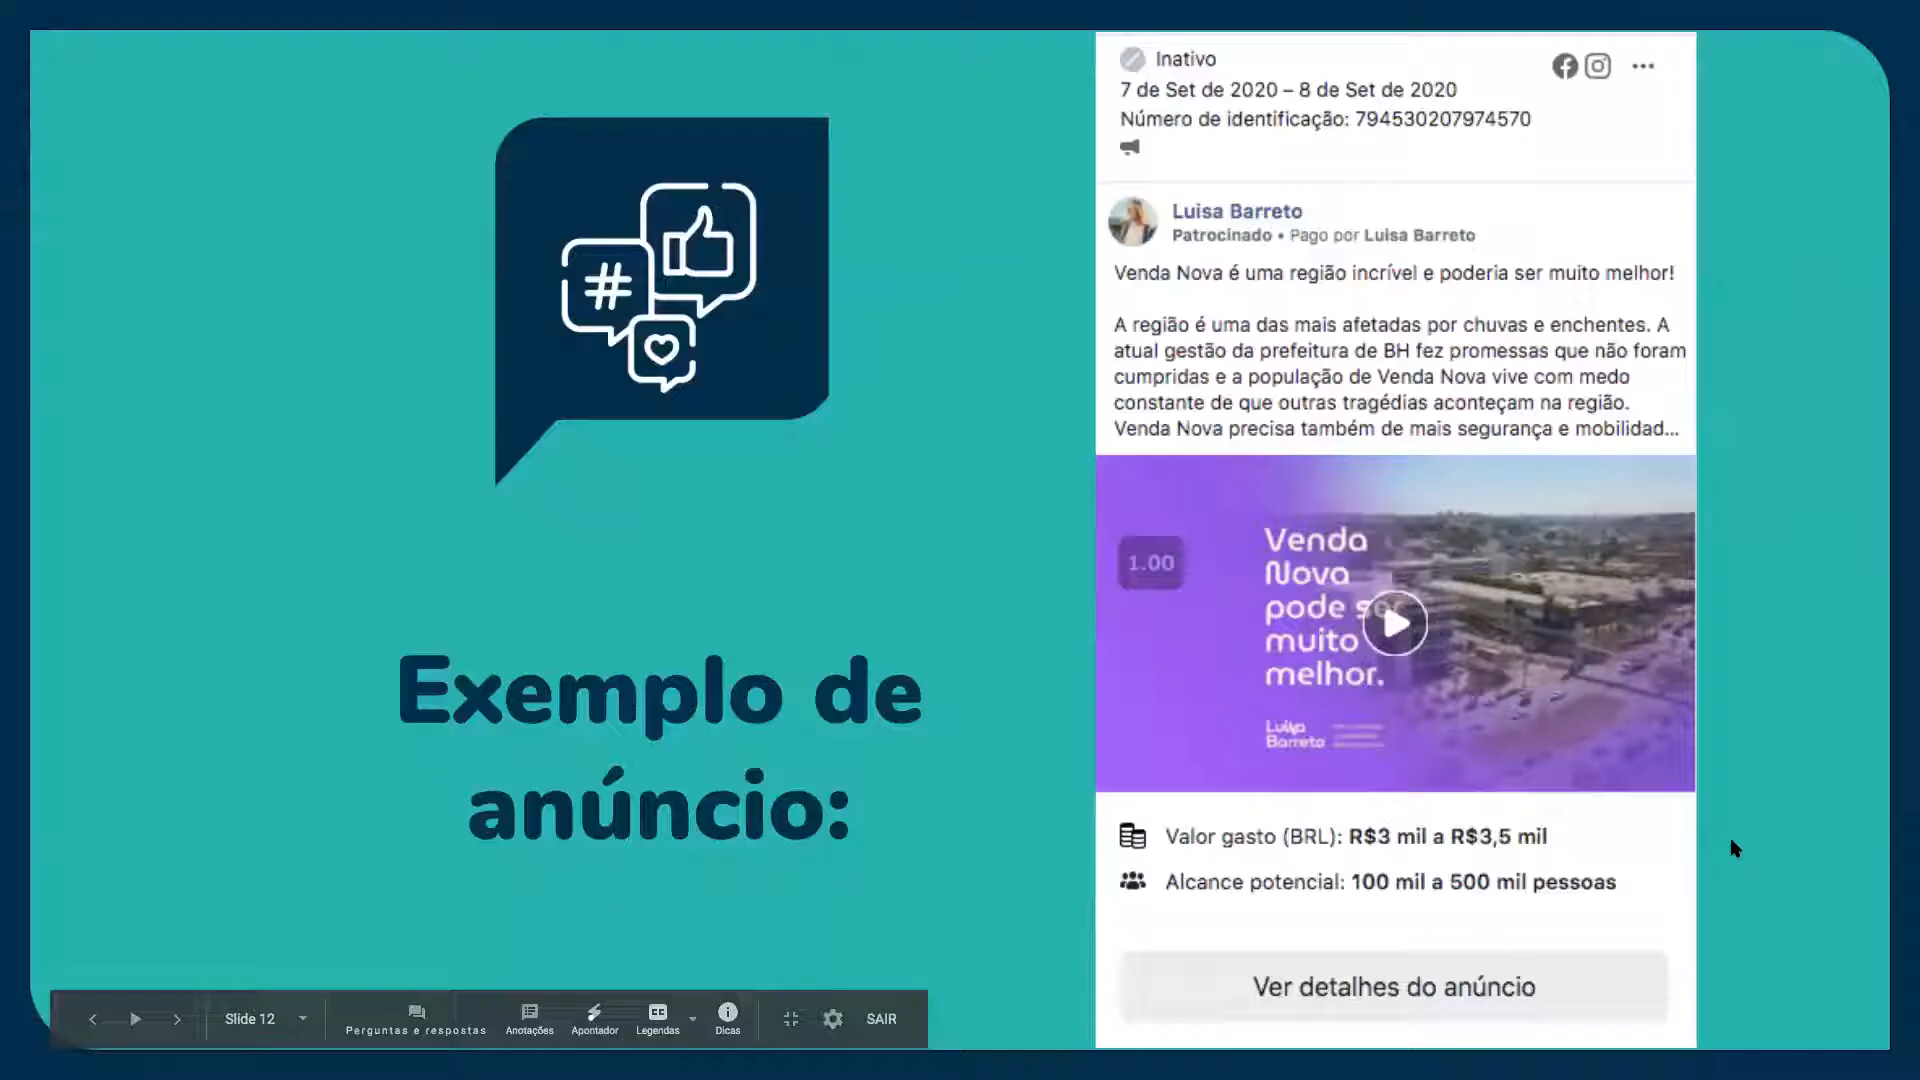 Inativo
7 de Set de 2020 – 8 de Set de 2020
Número de identificação: 794530207974570
Luisa Barreto
Patrocinado • Pago por Luisa Barreto
Venda Nova é uma região incrível e poderia ser muito melhor!
A região é uma das mais afetadas por chuvas e enchentes. A
atual gestão da prefeitura de BH fez promessas que não foram
cumpridas e a população de Venda Nova vive com medo
constante de que outras tragédias aconteçam na região.
Venda Nova precisa também de mais segurança e mobilidad...
1.00
Venda
Nova
pode ser
muito
melhor.
Luisa
Barreto
Exemplo de
anúncio:
Valor gasto (BRL): R$3 mil a R$3,5 mil
Alcance potencial: 100 mil a 500 mil pessoas
Ver detalhes do anúncio
#
Slide 12
Perguntas e respostas
Anotações
Apontador
CC
Legendas
Dicas
SAIR